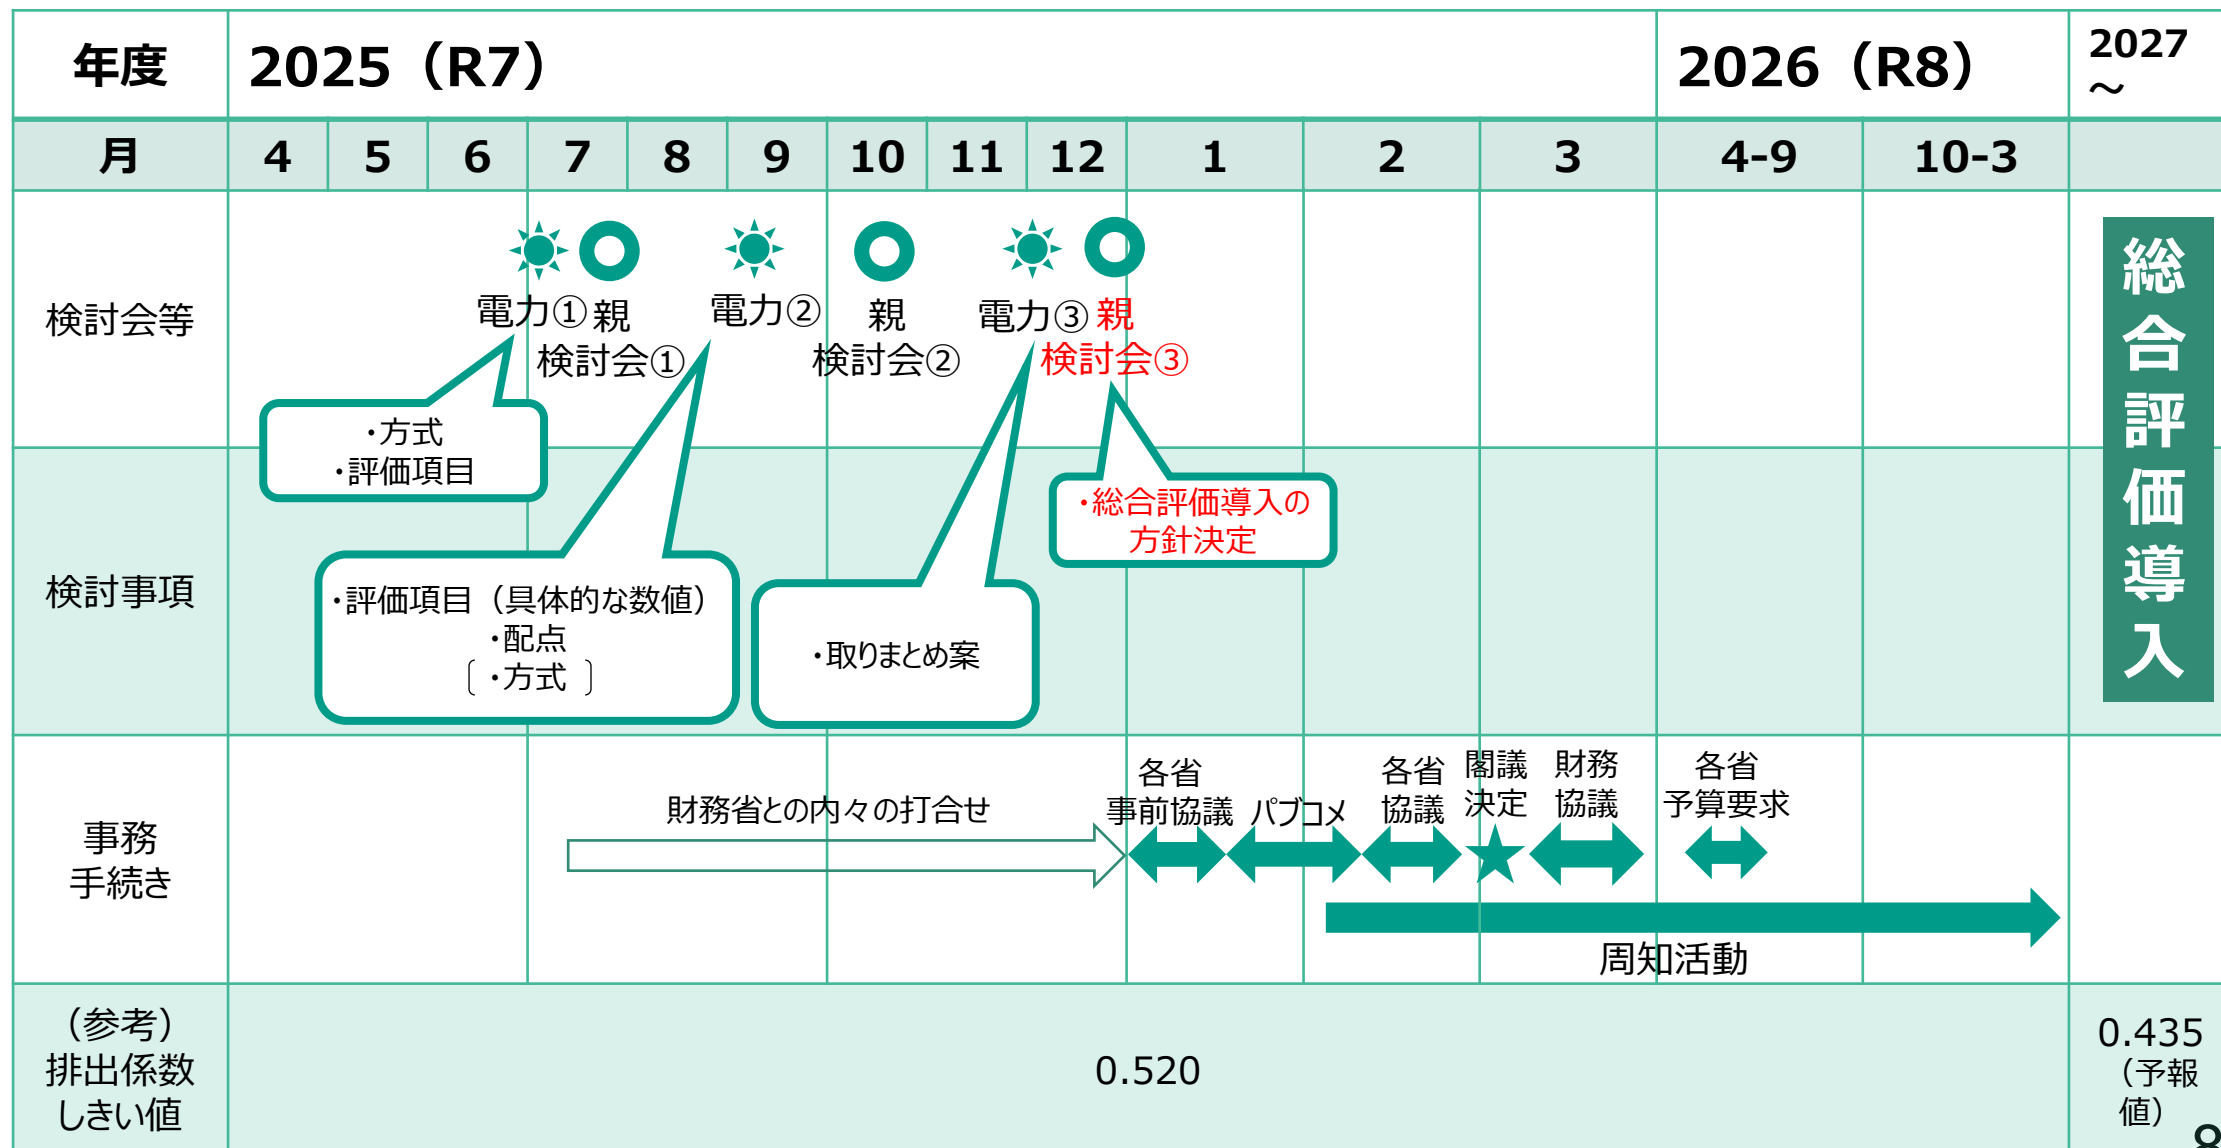 年度
2025（R7）
2026（R8）
2027
～
月
4
5
6
7
8
9
10
11
12
1
2
3
4-9
10-3
検討会等
電力①
親
検討会①
電力②
親
検討会②
電力③
親
検討会③
・方式
・評価項目
・総合評価導入の
方針決定
検討事項
・評価項目（具体的な数値）
・配点
〔・方式 〕
・取りまとめ案
総合評価導入
事務
手続き
財務省との内々の打合せ
各省
事前協議
パブコメ
各省
協議
閣議
決定
財務
協議
各省
予算要求
周知活動
（参考）
排出係数
しきい値
0.520
0.435
（予報
値）
8